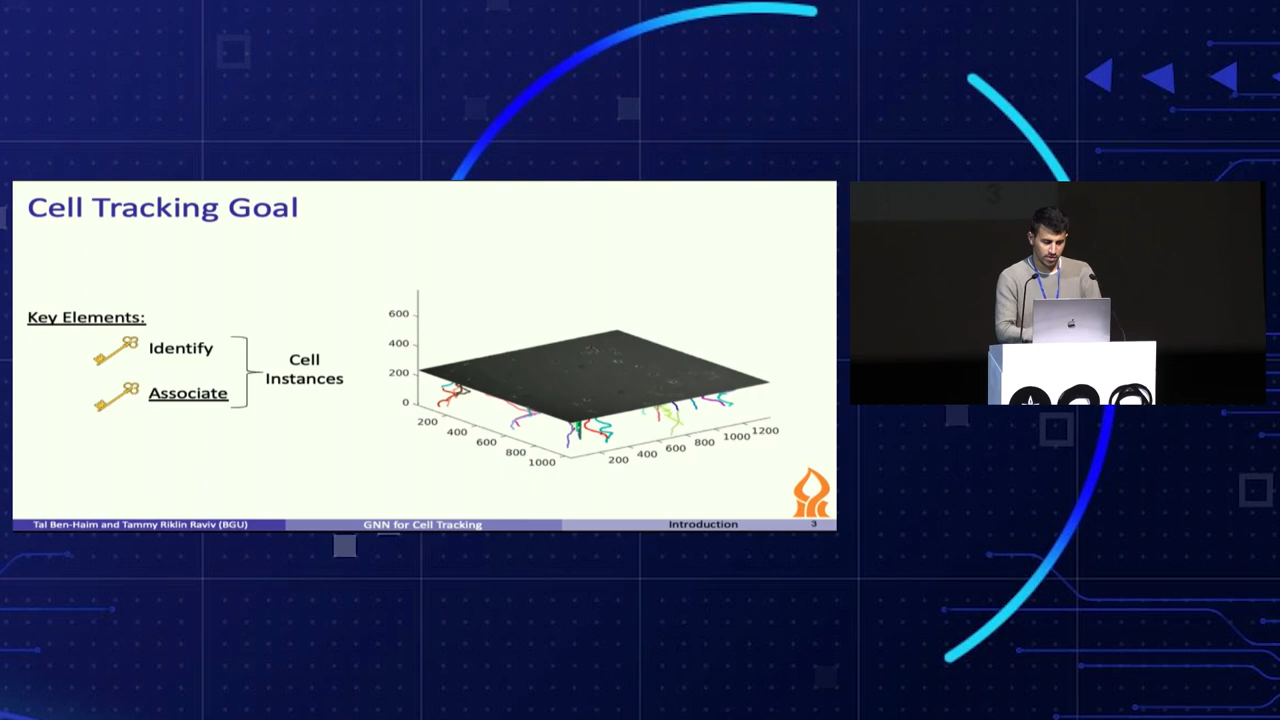 Cell Tracking Goal
Key Elements:
Identify
Associate
Cell
Instances
600
400
200
0
200
400
600
800
1000
200
400
600
800
1000
1200
Tal Ben-Haim and Tammy Riklin Raviv (BGU)
GNN for Cell Tracking
Introduction
3